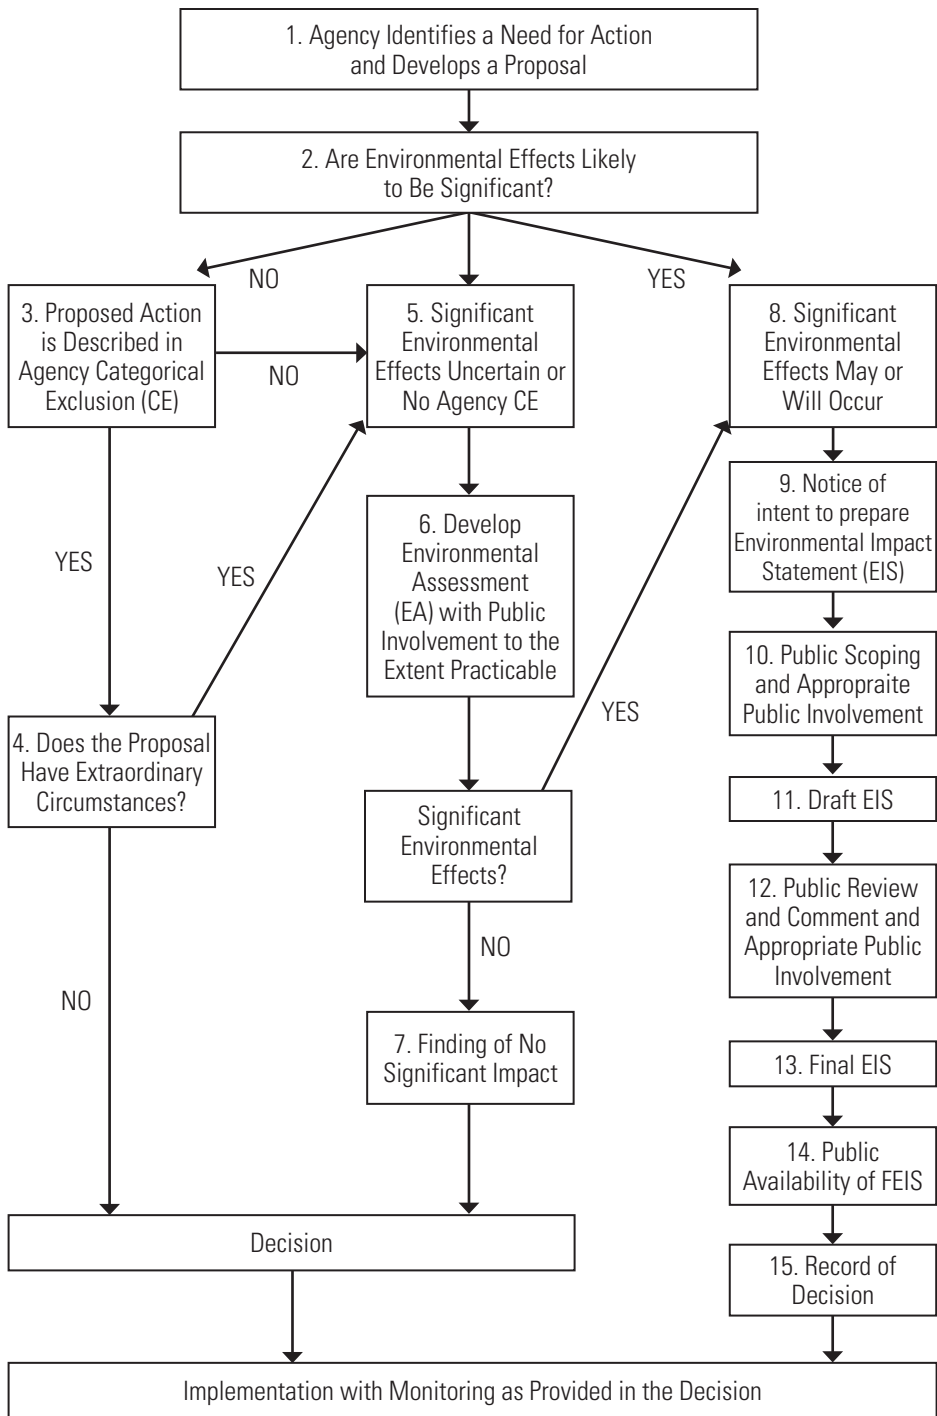 1. Agency Identifies a Need for Action
and Develops a Proposal
2. Are Environmental Effects Likely
to Be Significant?
NO
YES
3. Proposed Action
is Described in
Agency Categorical
Exclusion (CE)
NO
5. Significant
Environmental
Effects Uncertain or
No Agency CE
8. Significant
Environmental
Effects May or
Will Occur
YES
YES
6. Develop
Environmental
Assessment
(EA) with Public
Involvement to the
Extent Practicable
9. Notice of
intent to prepare
Environmental Impact
Statement (EIS)
10. Public Scoping
and Appropraite
Public Involvement
YES
4. Does the Proposal
Have Extraordinary
Circumstances?
Significant
Environmental
Effects?
11. Draft EIS
12. Public Review
and Comment and
Appropriate Public
Involvement
NO
NO
7. Finding of No
Significant Impact
13. Final EIS
14. Public
Availability of FEIS
Decision
15. Record of
Decision
Implementation with Monitoring as Provided in the Decision